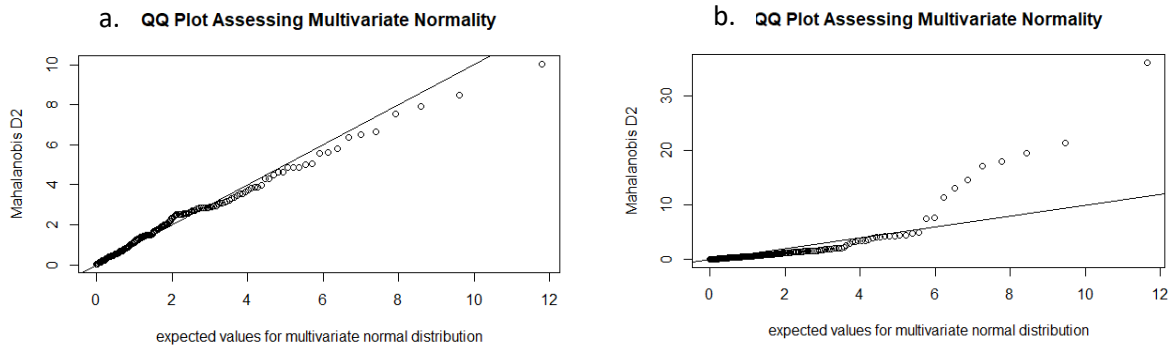 a.
QQ Plot Assessing Multivariate Normality
Mahalanobis D2
10
8
6
4
2
0
0 2 4 6 8 10 12
expected values for multivariate normal distribution
b.
QQ Plot Assessing Multivariate Normality
Mahalanobis D2
30
20
10
0
0 2 4 6 8 10 12
expected values for multivariate normal distribution